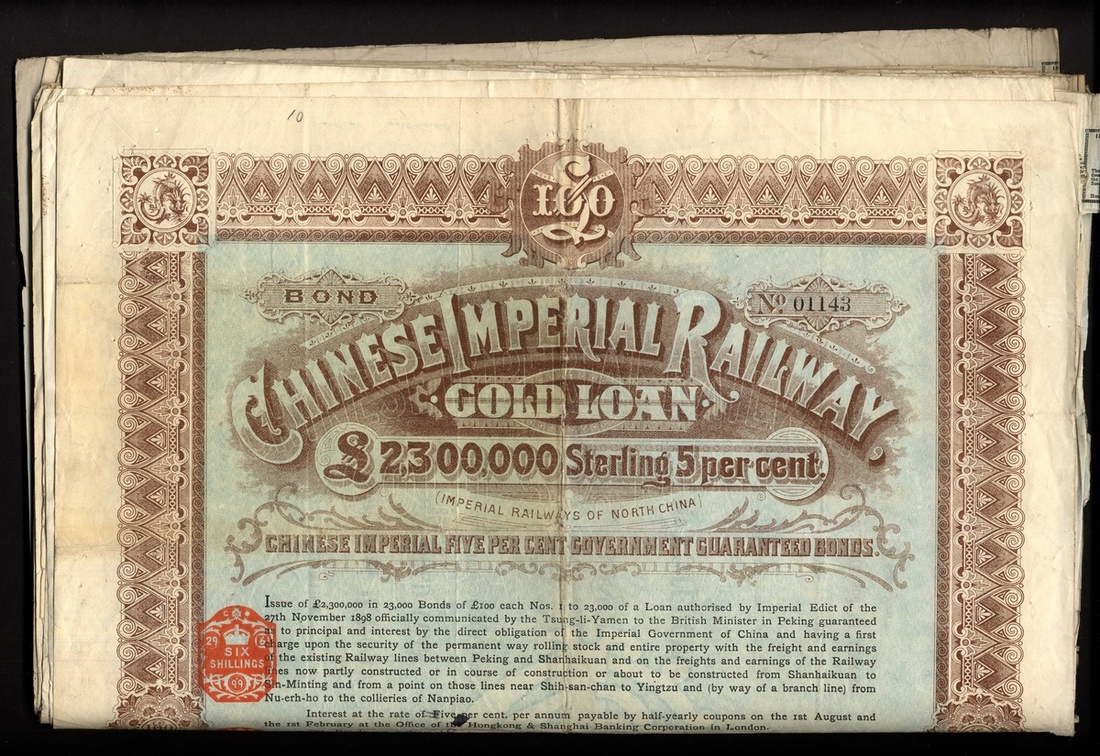 10
£100
BOND
No. 01143
CHINESE IMPERIAL RAILWAY,
GOLD LOAN
£2,300,000 Sterling 5 per cent.
(IMPERIAL RAILWAYS OF NORTH CHINA)
CHINESE IMPERIAL FIVE PER CENT GOVERNMENT GUARANTEED BONDS.
Issue of £2,300,000 in 23,000 Bonds of £100 each Nos. 1 to 23,000 of a Loan authorised by Imperial Edict of the
27th November 1898 officially communicated by the Tsung-li-Yamen to the British Minister in Peking guaranteed
as to principal and interest by the direct obligation of the Imperial Government of China and having a first
charge upon the security of the permanent way rolling stock and entire property with the freight and earnings
of the existing Railway lines between Peking and Shanhaikuan and on the freights and earnings of the Railway
lines now partly constructed or in course of construction or about to be constructed from Shanhaikuan to
Sin-Minting and from a point on those lines near Shih-san-chan to Yingtzu and (by way of a branch line) from
Nu-erh-ho to the collieries of Nanpiao.
Interest at the rate of Five per cent. per annum payable by half-yearly coupons on the 1st August and
the 1st February at the Office of the Hongkong & Shanghai Banking Corporation in London.
29
SIX
SHILLINGS
99